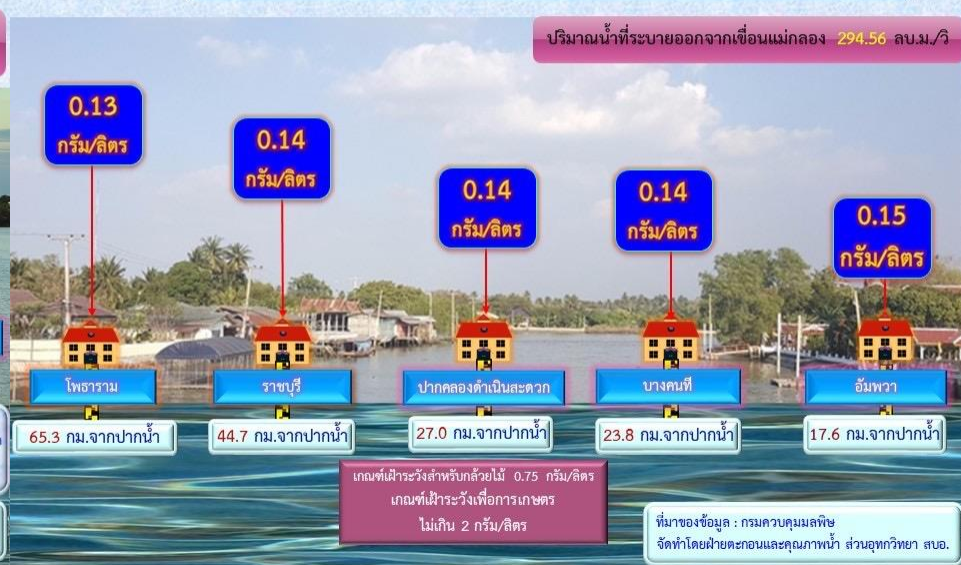 ปริมาณน้ำที่ระบายออกจากเขื่อนแม่กลอง 294.56 ลบ.ม./วิ
0.13
กรัม/ลิตร
0.14
กรัม/ลิตร
0.14
กรัม/ลิตร
0.14
กรัม/ลิตร
0.15
กรัม/ลิตร
โพธาราม
ราชบุรี
ปากคลองดำเนินสะดวก
บางคนที
อัมพวา
65.3 กม.จากปากน้ำ
44.7 กม.จากปากน้ำ
27.0 กม.จากปากน้ำ
23.8 กม.จากปากน้ำ
17.6 กม.จากปากน้ำ
เกณฑ์เฝ้าระวังสำหรับกล้วยไม้ 0.75 กรัม/ลิตร
เกณฑ์เฝ้าระวังเพื่อการเกษตร
ไม่เกิน 2 กรัม/ลิตร
ที่มาของข้อมูล : กรมควบคุมมลพิษ
จัดทำโดยฝ่ายตะกอนและคุณภาพน้ำ ส่วนอุทกวิทยา สบอ.